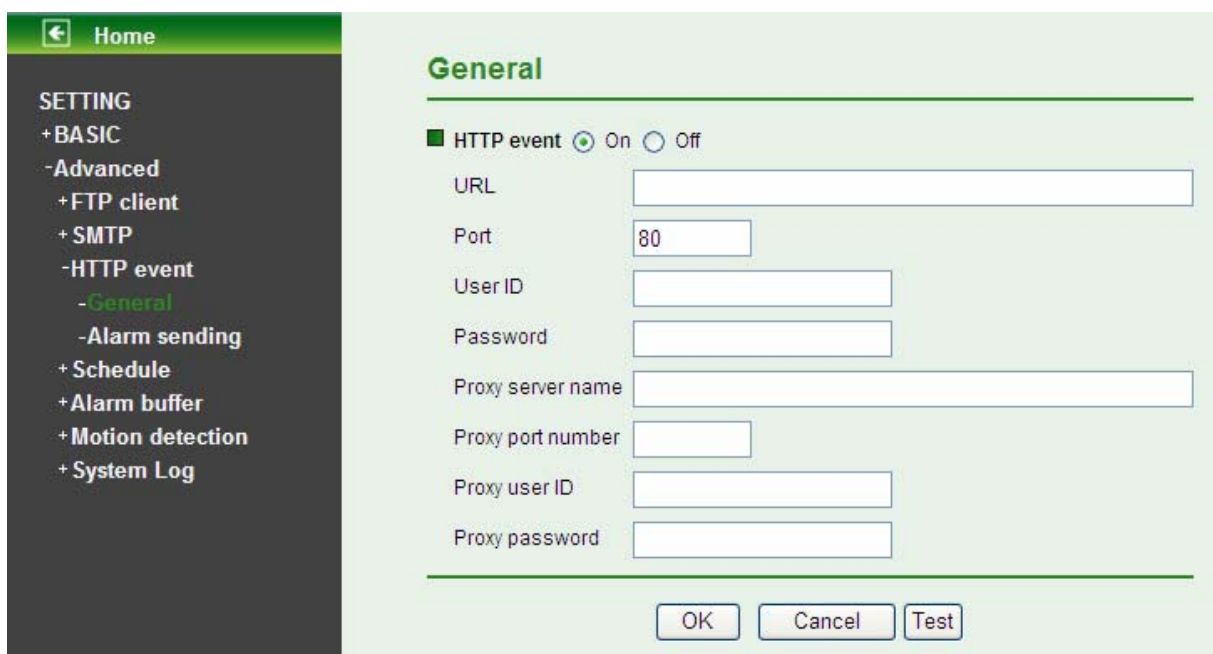 Home
SETTING
+BASIC
-Advanced
+FTP client
+SMTP
-HTTP event
-General
-Alarm sending
+Schedule
+Alarm buffer
+Motion detection
+System Log
General
HTTP event On Off
URL
Port 80
User ID
Password
Proxy server name
Proxy port number
Proxy user ID
Proxy password
OK Cancel Test